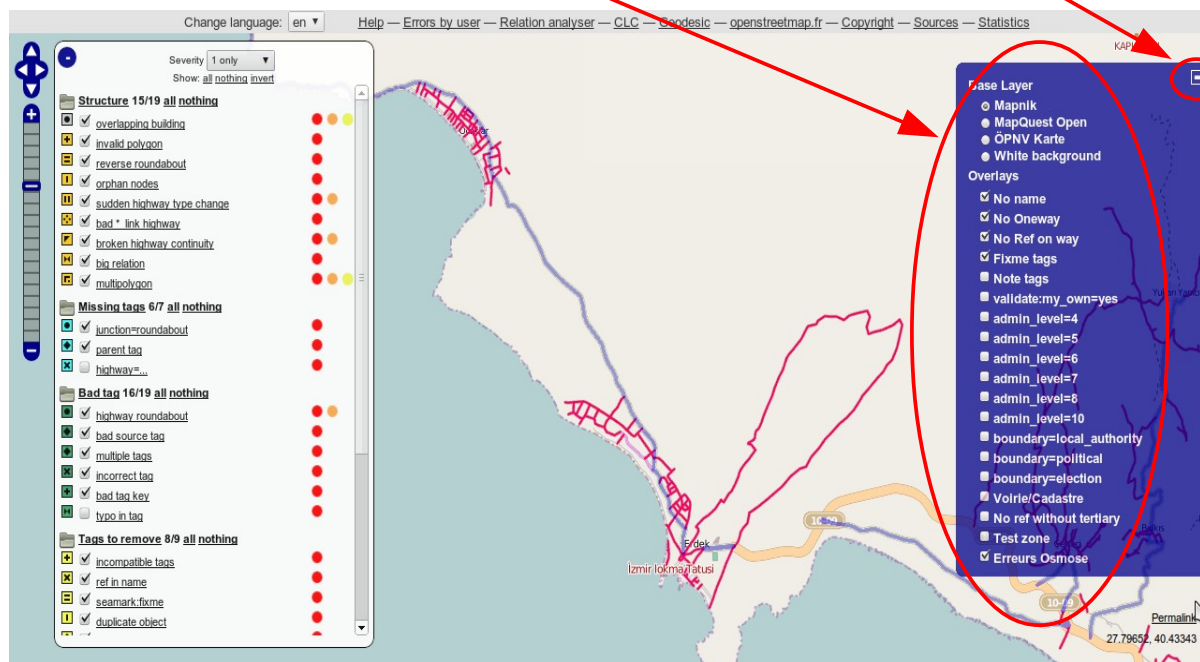 Change language: en Help — Errors by user — Relation analyser — CLC — Geodesic — openstreetmap.fr — Copyright — Sources — Statistics
Severity 1 only
Show: all nothing invert
Structure 15/19 all nothing
overlapping building
invalid polygon
reverse roundabout
orphan nodes
sudden highway type change
bad *_link highway
broken highway continuity
big relation
multipolygon
Missing tags 6/7 all nothing
junction=roundabout
parent tag
highway=...
Bad tag 16/19 all nothing
highway roundabout
bad source tag
multiple tags
incorrect tag
bad tag key
typo in tag
Tags to remove 8/9 all nothing
incompatible tags
ref in name
seamark:fixme
duplicate object
Erdek
İzmir lokma Tatusi
10-09
Base Layer
Mapnik
MapQuest Open
ÖPNV Karte
White background
Overlays
No name
No Oneway
No Ref on way
Fixme tags
Note tags
validate:my_own=yes
admin_level=4
admin_level=5
admin_level=6
admin_level=7
admin_level=8
admin_level=10
boundary=local_authority
boundary=political
boundary=election
Voirie/Cadastre
No ref without tertiary
Test zone
Erreurs Osmose
10-09
Permalink
27.79652, 40.43343